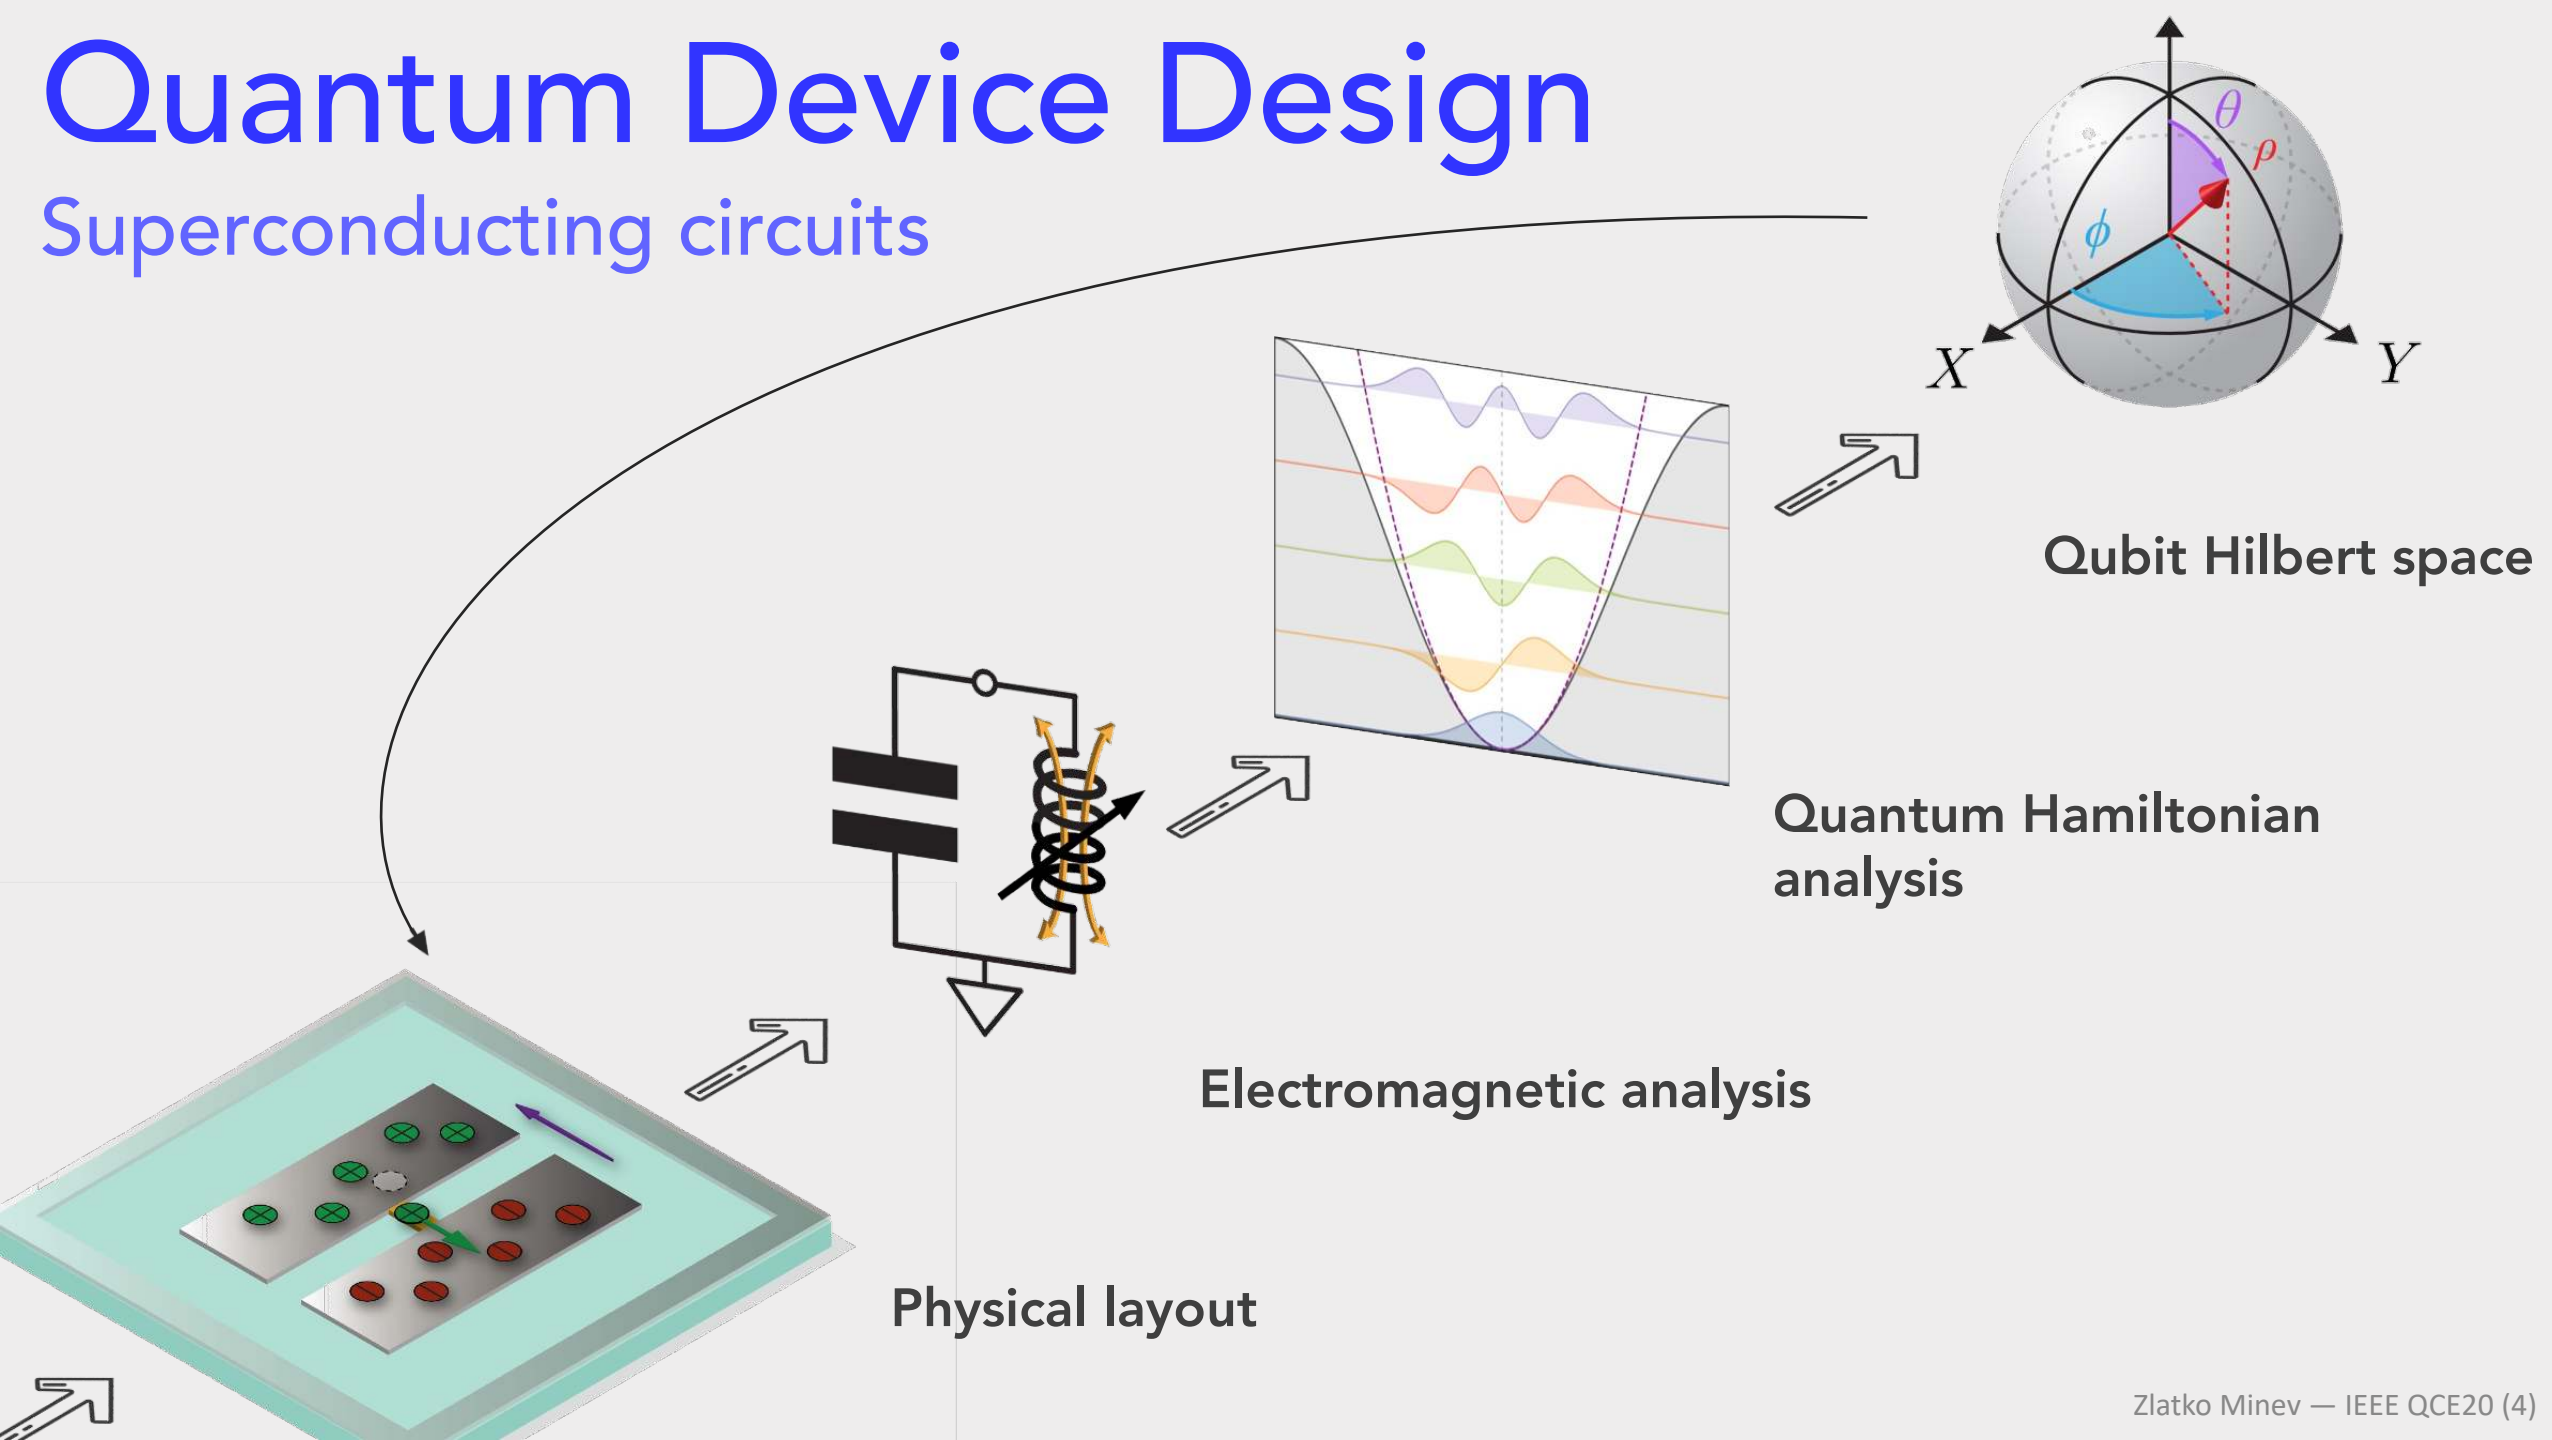 Quantum Device Design
Superconducting circuits
θ
ρ
ϕ
X
Y
Qubit Hilbert space
Quantum Hamiltonian
analysis
Electromagnetic analysis
Physical layout
Zlatko Minev — IEEE QCE20 (4)